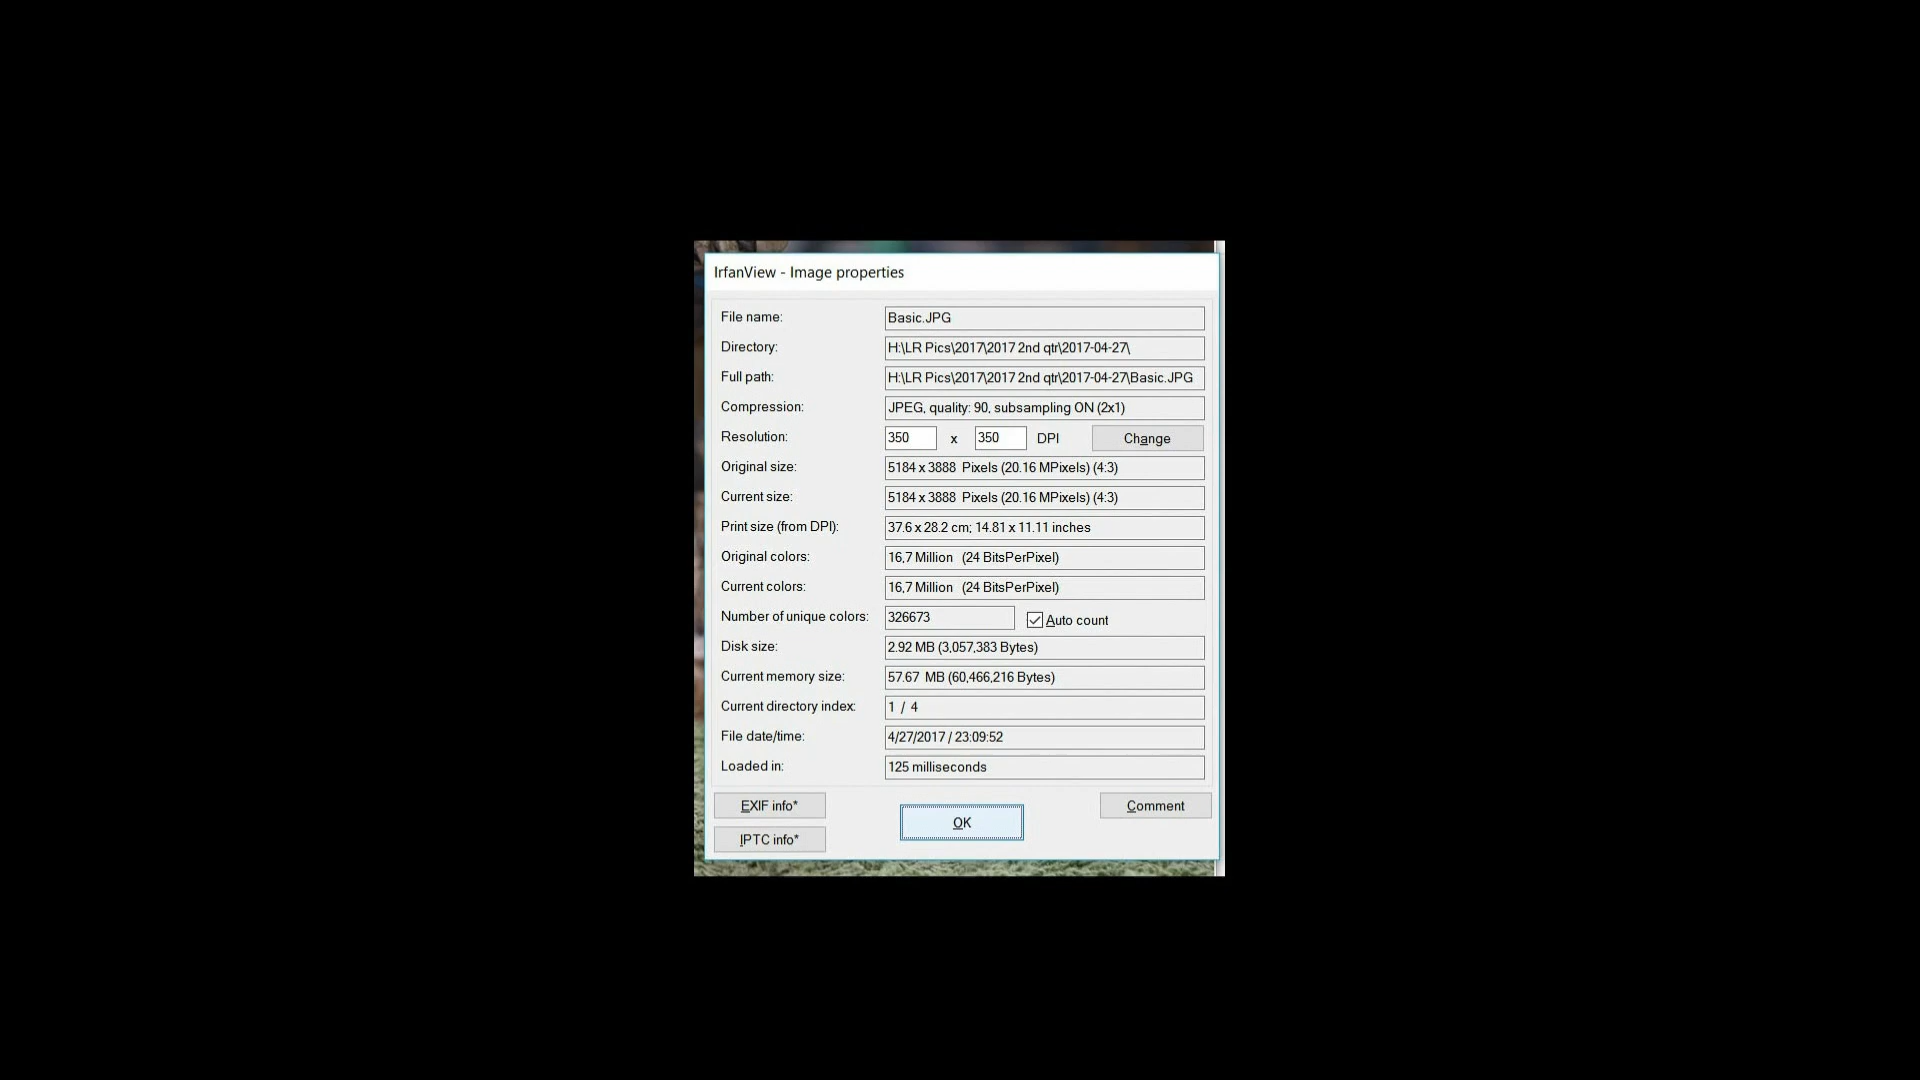 IrfanView - Image properties
File name: Basic.JPG
Directory: H:\LR Pics\2017\2017 2nd qtr\2017-04-27\
Full path: H:\LR Pics\2017\2017 2nd qtr\2017-04-27\Basic.JPG
Compression: JPEG, quality: 90, subsampling ON (2x1)
Resolution: 350 x 350 DPI Change
Original size: 5184 x 3888 Pixels (20.16 MPixels) (4:3)
Current size: 5184 x 3888 Pixels (20.16 MPixels) (4:3)
Print size (from DPI): 37.6 x 28.2 cm; 14.81 x 11.11 inches
Original colors: 16,7 Million (24 BitsPerPixel)
Current colors: 16,7 Million (24 BitsPerPixel)
Number of unique colors: 326673 Auto count
Disk size: 2.92 MB (3,057,383 Bytes)
Current memory size: 57.67 MB (60,466,216 Bytes)
Current directory index: 1 / 4
File date/time: 4/27/2017 / 23:09:52
Loaded in: 125 milliseconds
EXIF info* OK Comment
IPTC info*